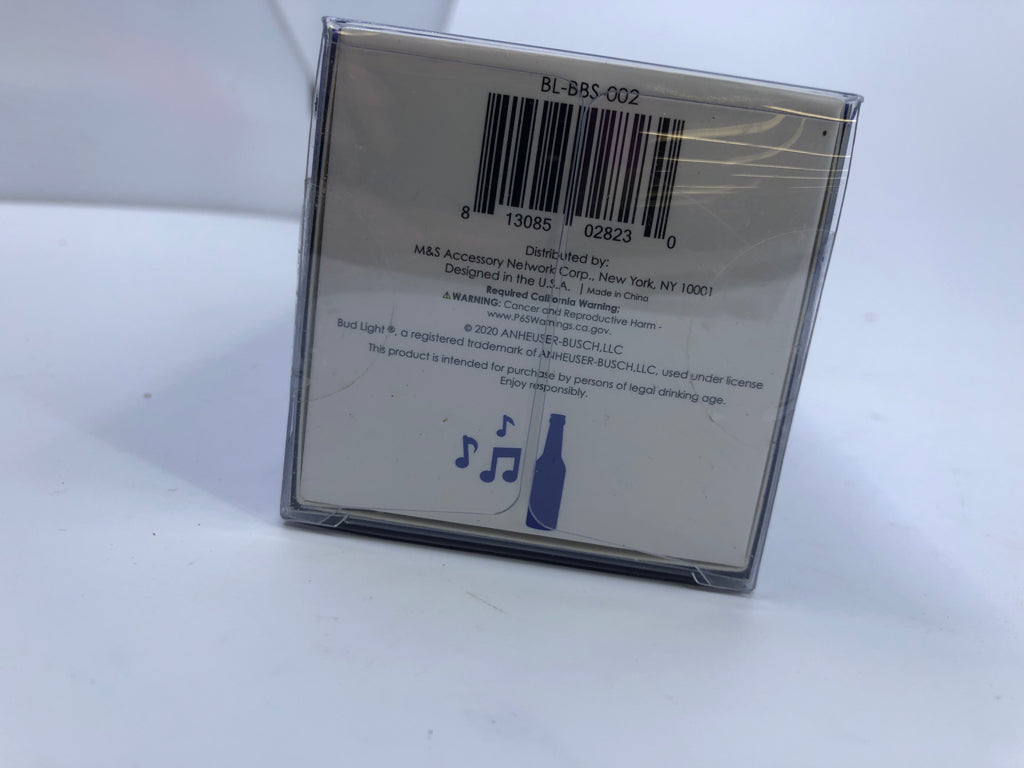 BL-BBS-002
8 13085 02823 0
Distributed by:
M&S Accessory Network Corp., New York, NY 10001
Designed in the U.S.A. | Made in China
Required California Warning:
⚠WARNING: Cancer and Reproductive Harm -
www.P65Warnings.ca.gov.
© 2020 ANHEUSER-BUSCH,LLC
Bud Light ®, a registered trademark of ANHEUSER-BUSCH,LLC, used under license
This product is intended for purchase by persons of legal drinking age.
Enjoy responsibly.